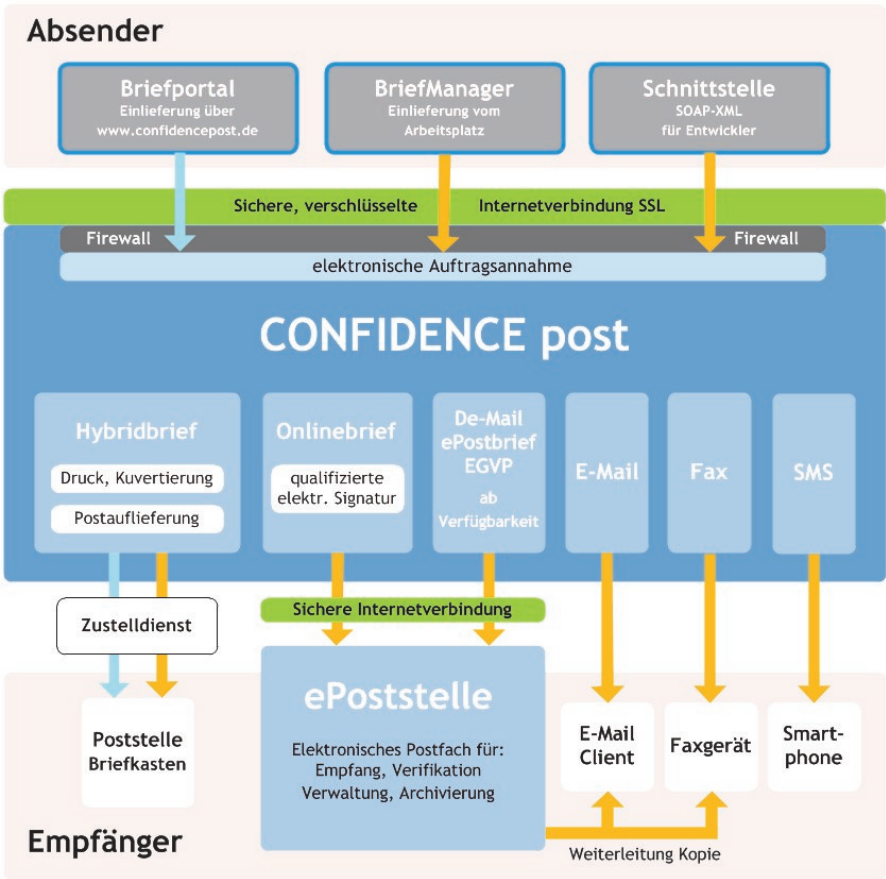 Absender
Briefportal
Einlieferung über
www.confidencepost.de
BriefManager
Einlieferung vom
Arbeitsplatz
Schnittstelle
SOAP-XML
für Entwickler
Sichere, verschlüsselte Internetverbindung SSL
Firewall
Firewall
elektronische Auftragsannahme
CONFIDENCE post
Hybridbrief
Druck, Kuvertierung
Postauflieferung
Onlinebrief
qualifizierte
elektr. Signatur
De-Mail
ePostbrief
EGVP
ab
Verfügbarkeit
E-Mail
Fax
SMS
Zustelldienst
Sichere Internetverbindung
Poststelle
Briefkasten
ePoststelle
Elektronisches Postfach für:
Empfang, Verifikation
Verwaltung, Archivierung
E-Mail
Client
Faxgerät
Smart-
phone
Empfänger
Weiterleitung Kopie